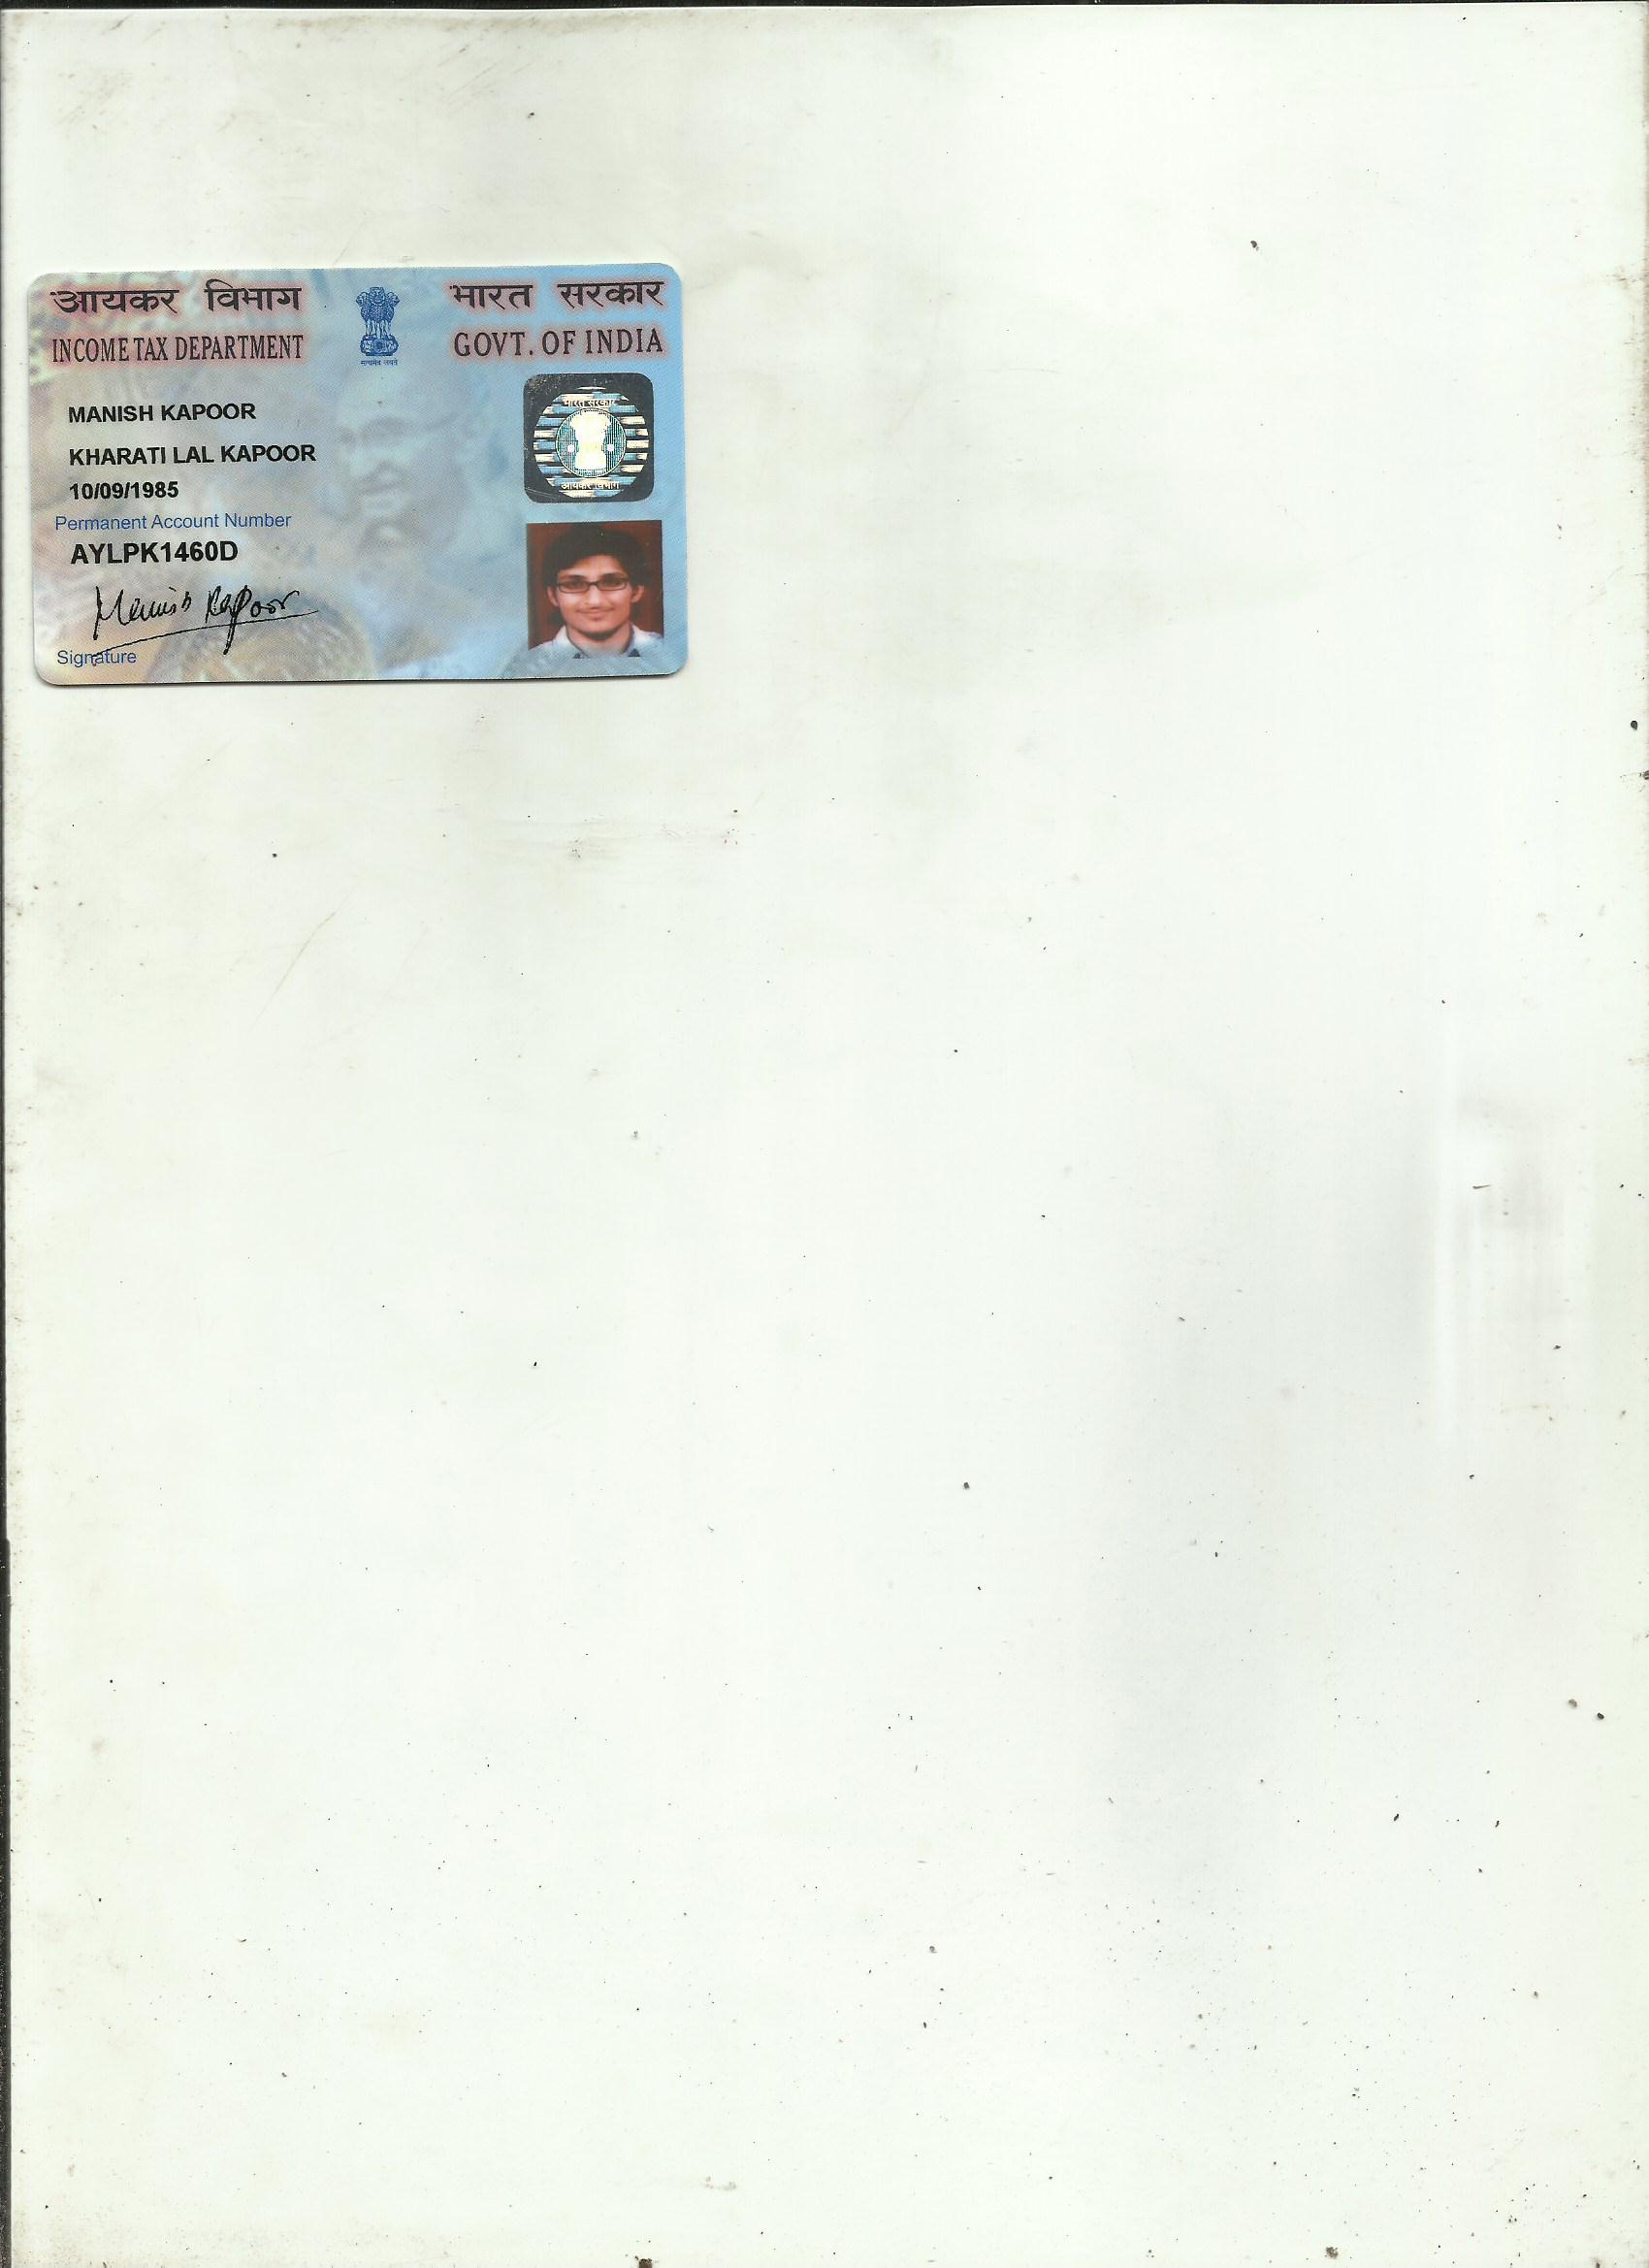 आयकर विभाग
INCOME TAX DEPARTMENT
भारत सरकार
GOVT. OF INDIA
सत्यमेव जयते
MANISH KAPOOR
KHARATI LAL KAPOOR
10/09/1985
Permanent Account Number
AYLPK1460D
Manish Kapoor
Signature
भारत सरकार
आयकर विभाग